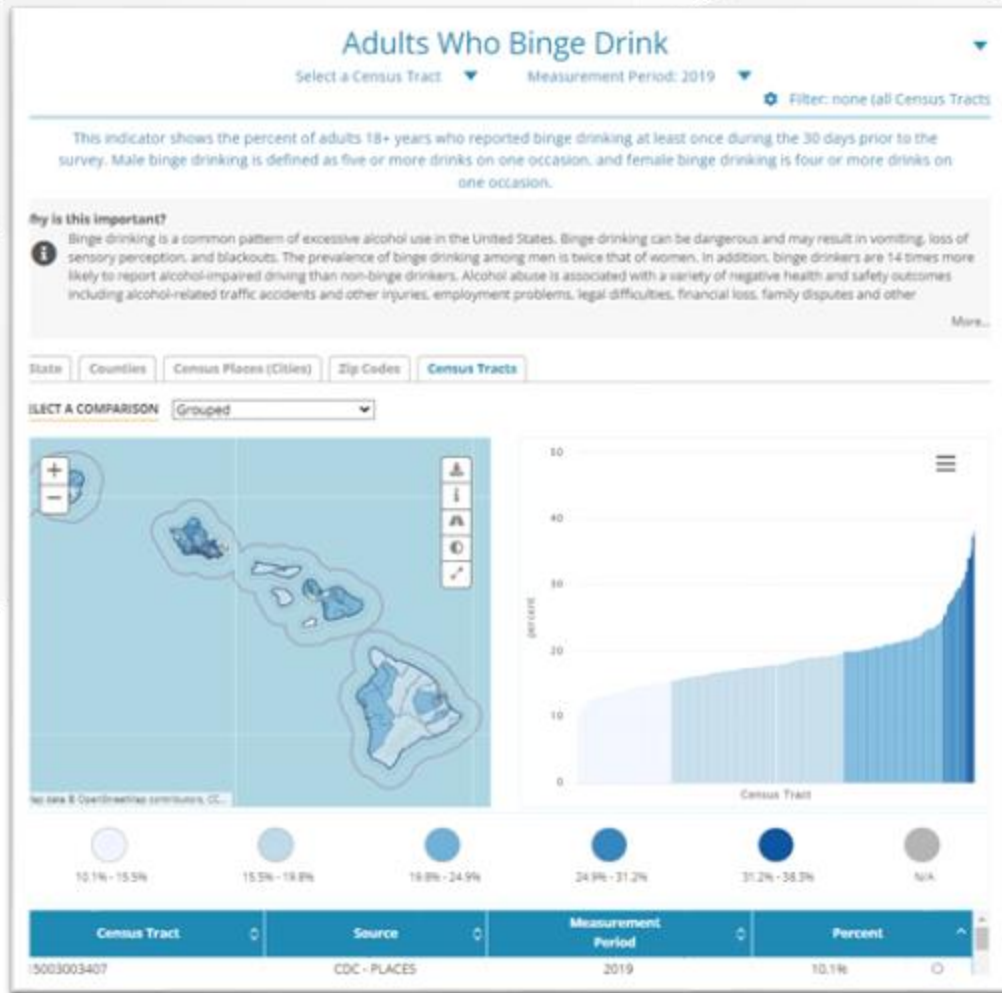 Adults Who Binge Drink
Select a Census Tract Measurement Period: 2019
Filter: none (all Census Tracts
This indicator shows the percent of adults 18+ years who reported binge drinking at least once during the 30 days prior to the
survey. Male binge drinking is defined as five or more drinks on one occasion, and female binge drinking is four or more drinks on
one occasion.
hy is this important?
Binge drinking is a common pattern of excessive alcohol use in the United States. Binge drinking can be dangerous and may result in vomiting, loss of
sensory perception, and blackouts. The prevalence of binge drinking among men is twice that of women. In addition, binge drinkers are 14 times more
likely to report alcohol-impaired driving than non-binge drinkers. Alcohol abuse is associated with a variety of negative health and safety outcomes
including alcohol-related traffic accidents and other injuries, employment problems, legal difficulties, financial loss, family disputes and other
More...
State Counties Census Places (Cities) Zip Codes Census Tracts
ELECT A COMPARISON Grouped
50
40
30
percent
20
10
0
Census Tract
ap data © OpenStreetMap contributors, CC...
10.1% - 15.5% 15.5% - 19.8% 19.8% - 24.9% 24.9% - 31.2% 31.2% - 38.3% N/A
Census Tract Source Measurement Period Percent
15003003407 CDC - PLACES 2019 10.1%